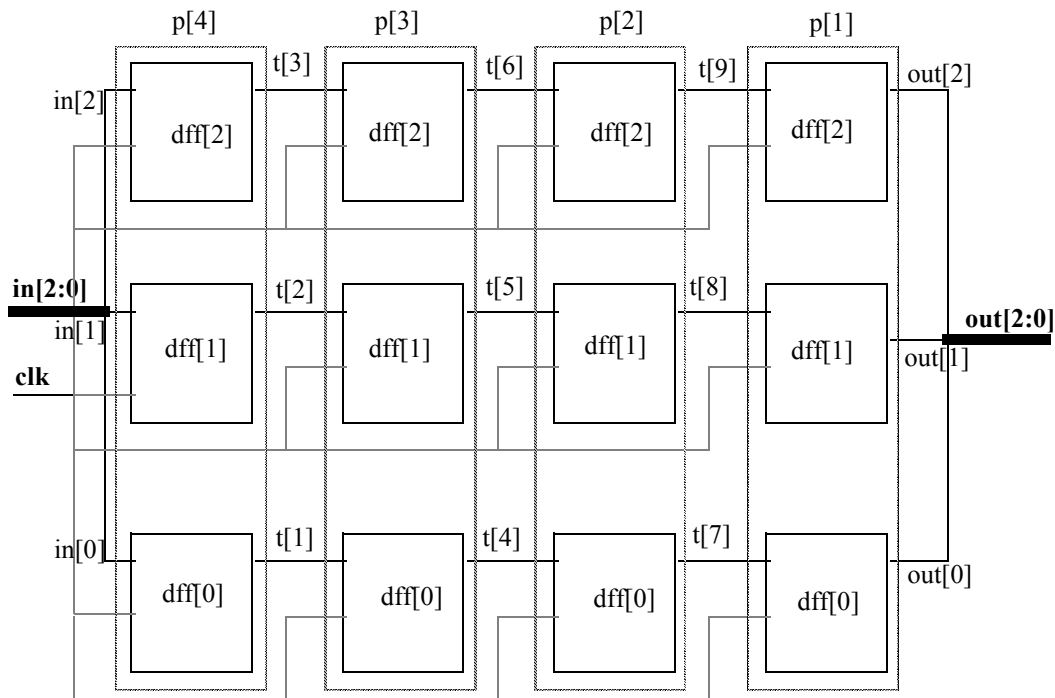 p[4] p[3] p[2] p[1]
t[3] t[6] t[9] out[2]
in[2]
dff[2] dff[2] dff[2] dff[2]
in[2:0] t[2] t[5] t[8]
in[1] out[2:0]
dff[1] dff[1] dff[1] dff[1] out[1]
clk
in[0] t[1] t[4] t[7]
out[0]
dff[0] dff[0] dff[0] dff[0]